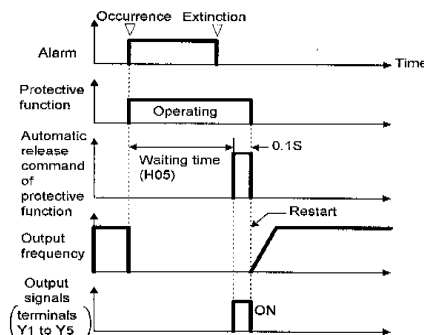 Occurrence Extinction
Alarm
Time
Protective
function
Operating
Automatic
release
command
of
protective
function
Waiting time
(H05)
0.1S
Restart
Output
frequency
Output
signals
(terminals
Y1 to Y5)
ON